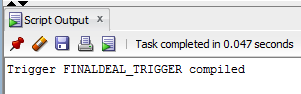 Script Output x
Task completed in 0.047 seconds
Trigger FINALDEAL_TRIGGER compiled